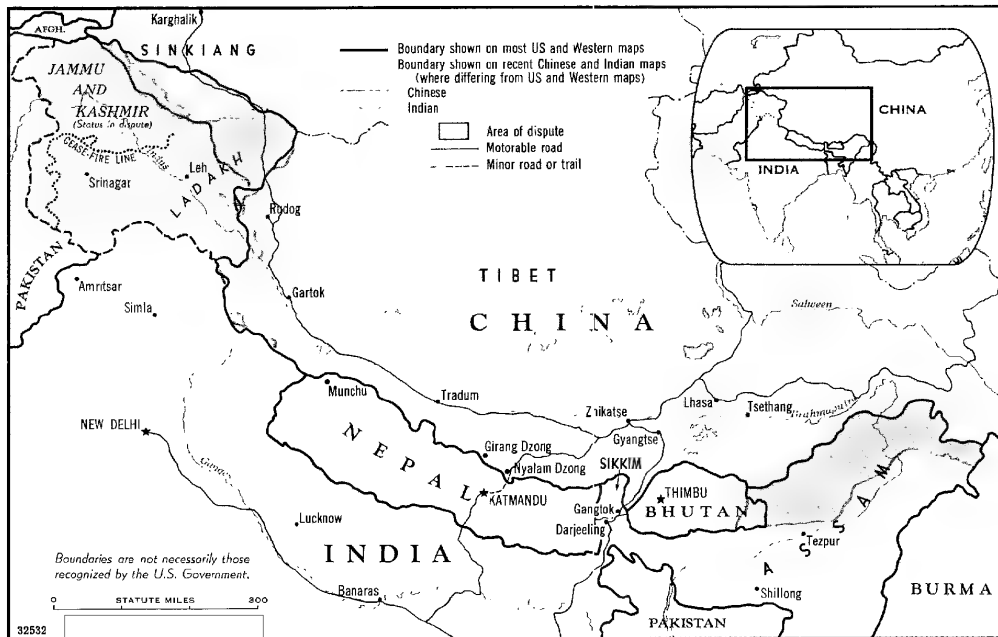 Karghalik
AFGH.
SINKIANG
Boundary shown on most US and Western maps
Boundary shown on recent Chinese and Indian maps
(where differing from US and Western maps)
Chinese
Indian
Area of dispute
Motorable road
Minor road or trail
CHINA
INDIA
JAMMU
AND
KASHMIR
(Status in dispute)
CEASE-FIRE LINE
Indus
Leh
LADAKH
Srinagar
Rudog
PAKISTAN
Amritsar
Simla
Gartok
TIBET
CHINA
Salween
Munchu
Tradum
Lhasa
Tsethang
Brahmaputra
NEW DELHI
NEPAL
Gyangtse
Girang Dzong
SIKKIM
Nyalam Dzong
Ganges
KATMANDU
THIMBU
Gangtok
BHUTAN
ASSAM
Lucknow
Darjeeling
Tezpur
INDIA
Boundaries are not necessarily those
recognized by the U.S. Government.
Banaras
Shillong
BURMA
0 STATUTE MILES 300
PAKISTAN
32532